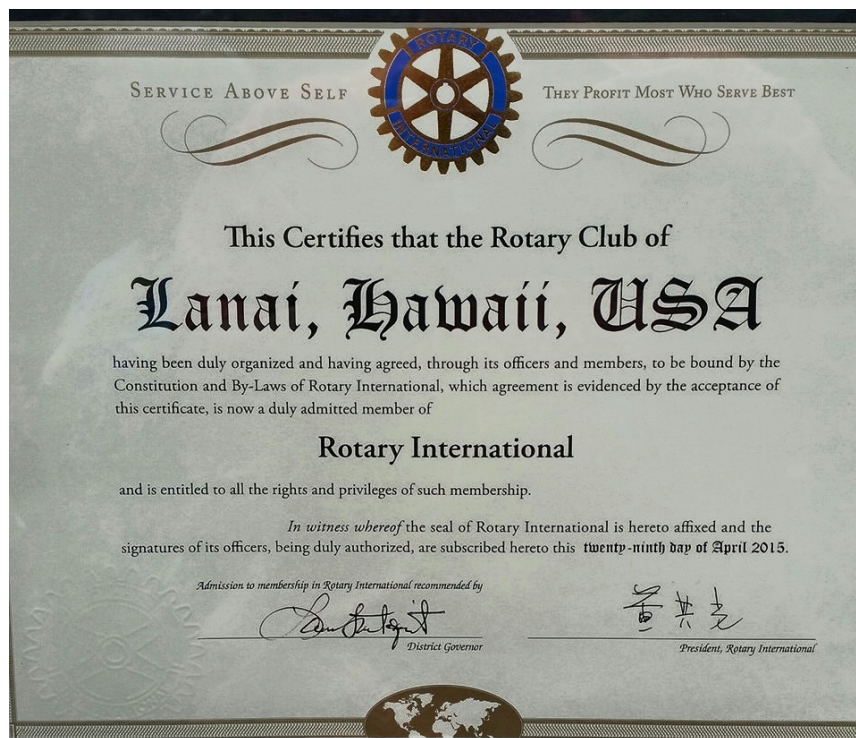 ROTARY
INTERNATIONAL
SERVICE ABOVE SELF
THEY PROFIT MOST WHO SERVE BEST
This Certifies that the Rotary Club of
Lanai, Hawaii, USA
having been duly organized and having agreed, through its officers and members, to be bound by the
Constitution and By-Laws of Rotary International, which agreement is evidenced by the acceptance of
this certificate, is now a duly admitted member of
Rotary International
and is entitled to all the rights and privileges of such membership.
In witness whereof the seal of Rotary International is hereto affixed and the
signatures of its officers, being duly authorized, are subscribed hereto this twenty-ninth day of April 2015.
Admission to membership in Rotary International recommended by
黃其光
District Governor
President, Rotary International